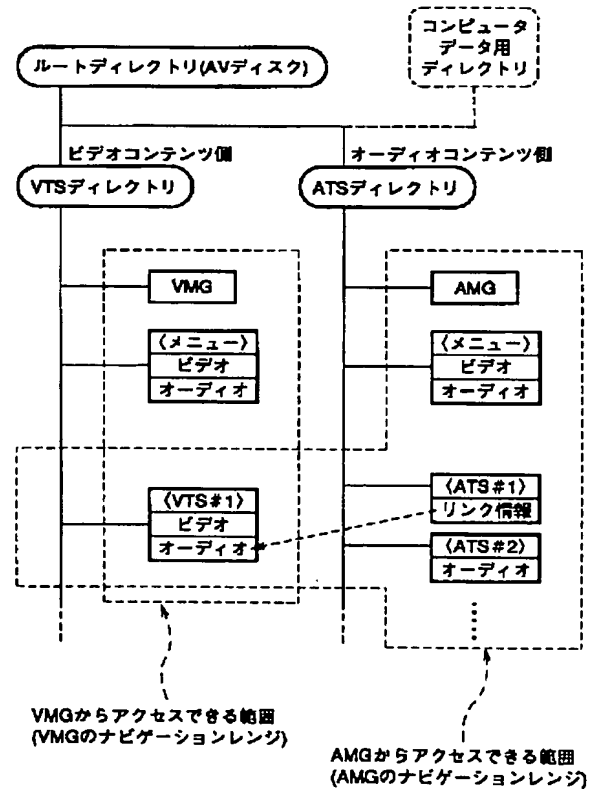 コンピュータ
データ用
ディレクトリ
ルートディレクトリ(AVディスク)
ビデオコンテンツ側
オーディオコンテンツ側
VTSディレクトリ
ATSディレクトリ
VMG
AMG
〈メニュー〉
ビデオ
オーディオ
〈メニュー〉
ビデオ
オーディオ
〈VTS#1〉
ビデオ
オーディオ
〈ATS#1〉
リンク情報
〈ATS#2〉
オーディオ
VMGからアクセスできる範囲
(VMGのナビゲーションレンジ)
AMGからアクセスできる範囲
(AMGのナビゲーションレンジ)